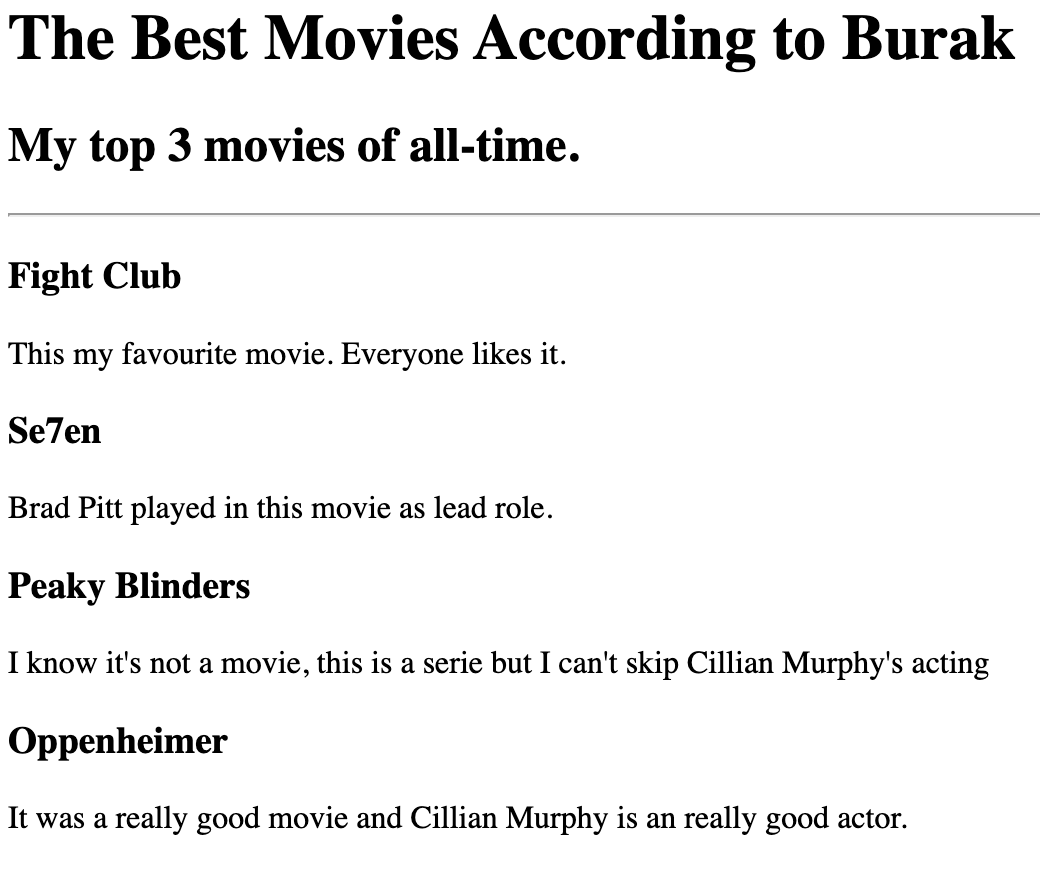 The Best Movies According to Burak
My top 3 movies of all-time.
Fight Club
This my favourite movie. Everyone likes it.
Se7en
Brad Pitt played in this movie as lead role.
Peaky Blinders
I know it's not a movie, this is a serie but I can't skip Cillian Murphy's acting
Oppenheimer
It was a really good movie and Cillian Murphy is an really good actor.